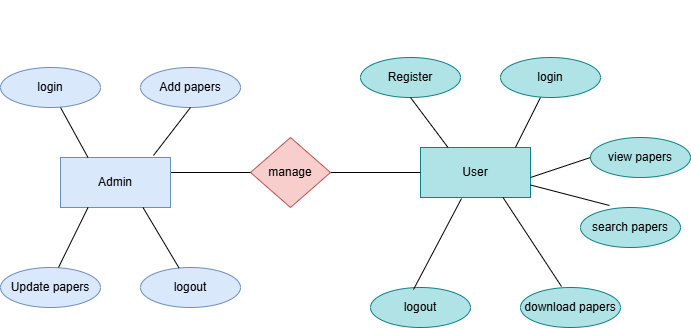 Register
login
login
Add papers
view papers
manage
User
Admin
search papers
Update papers
logout
logout
download papers